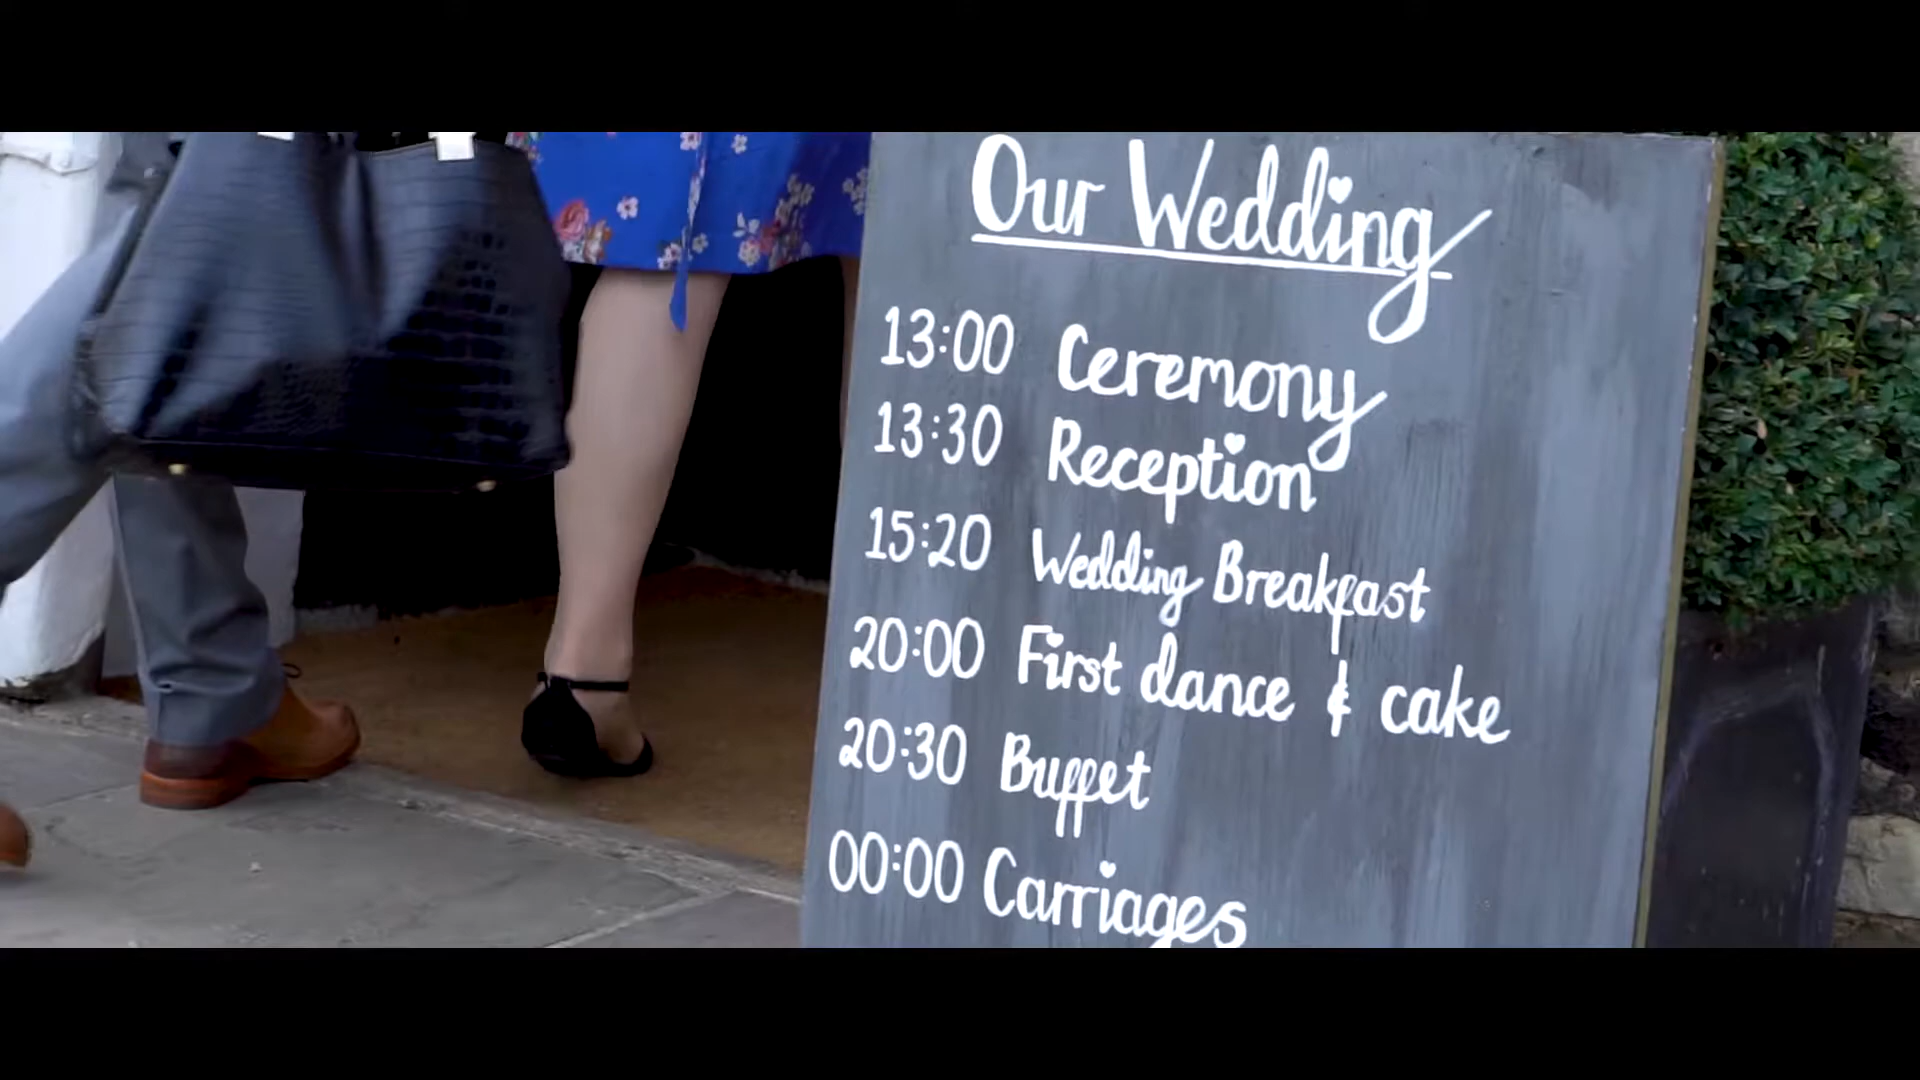 Our Wedding
13:00 Ceremony
13:30 Reception
15:20 Wedding Breakfast
20:00 First dance & cake
20:30 Buffet
00:00 Carriages